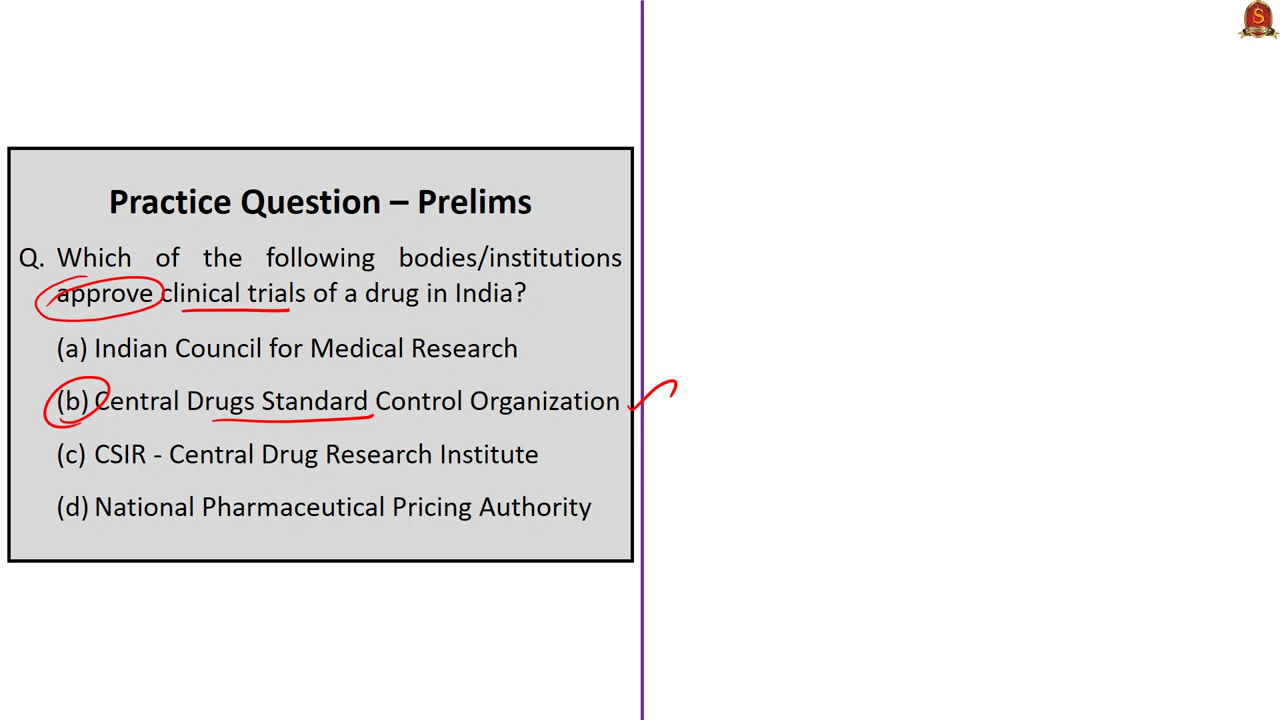 Practice Question – Prelims
Q. Which of the following bodies/institutions
approve clinical trials of a drug in India?
(a) Indian Council for Medical Research
(b) Central Drugs Standard Control Organization
(c) CSIR - Central Drug Research Institute
(d) National Pharmaceutical Pricing Authority
S